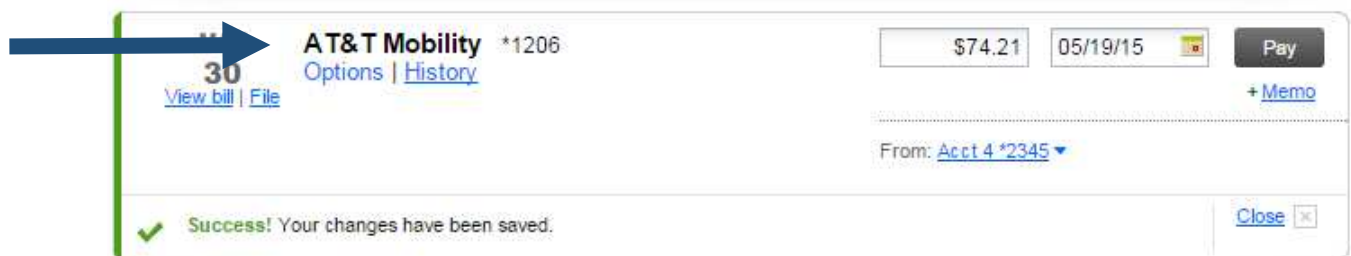 AT&T Mobility *1206
$74.21 05/19/15 Pay
30
Options | History
View bill | File
+ Memo
From: Acct 4 *2345
Success! Your changes have been saved.
Close